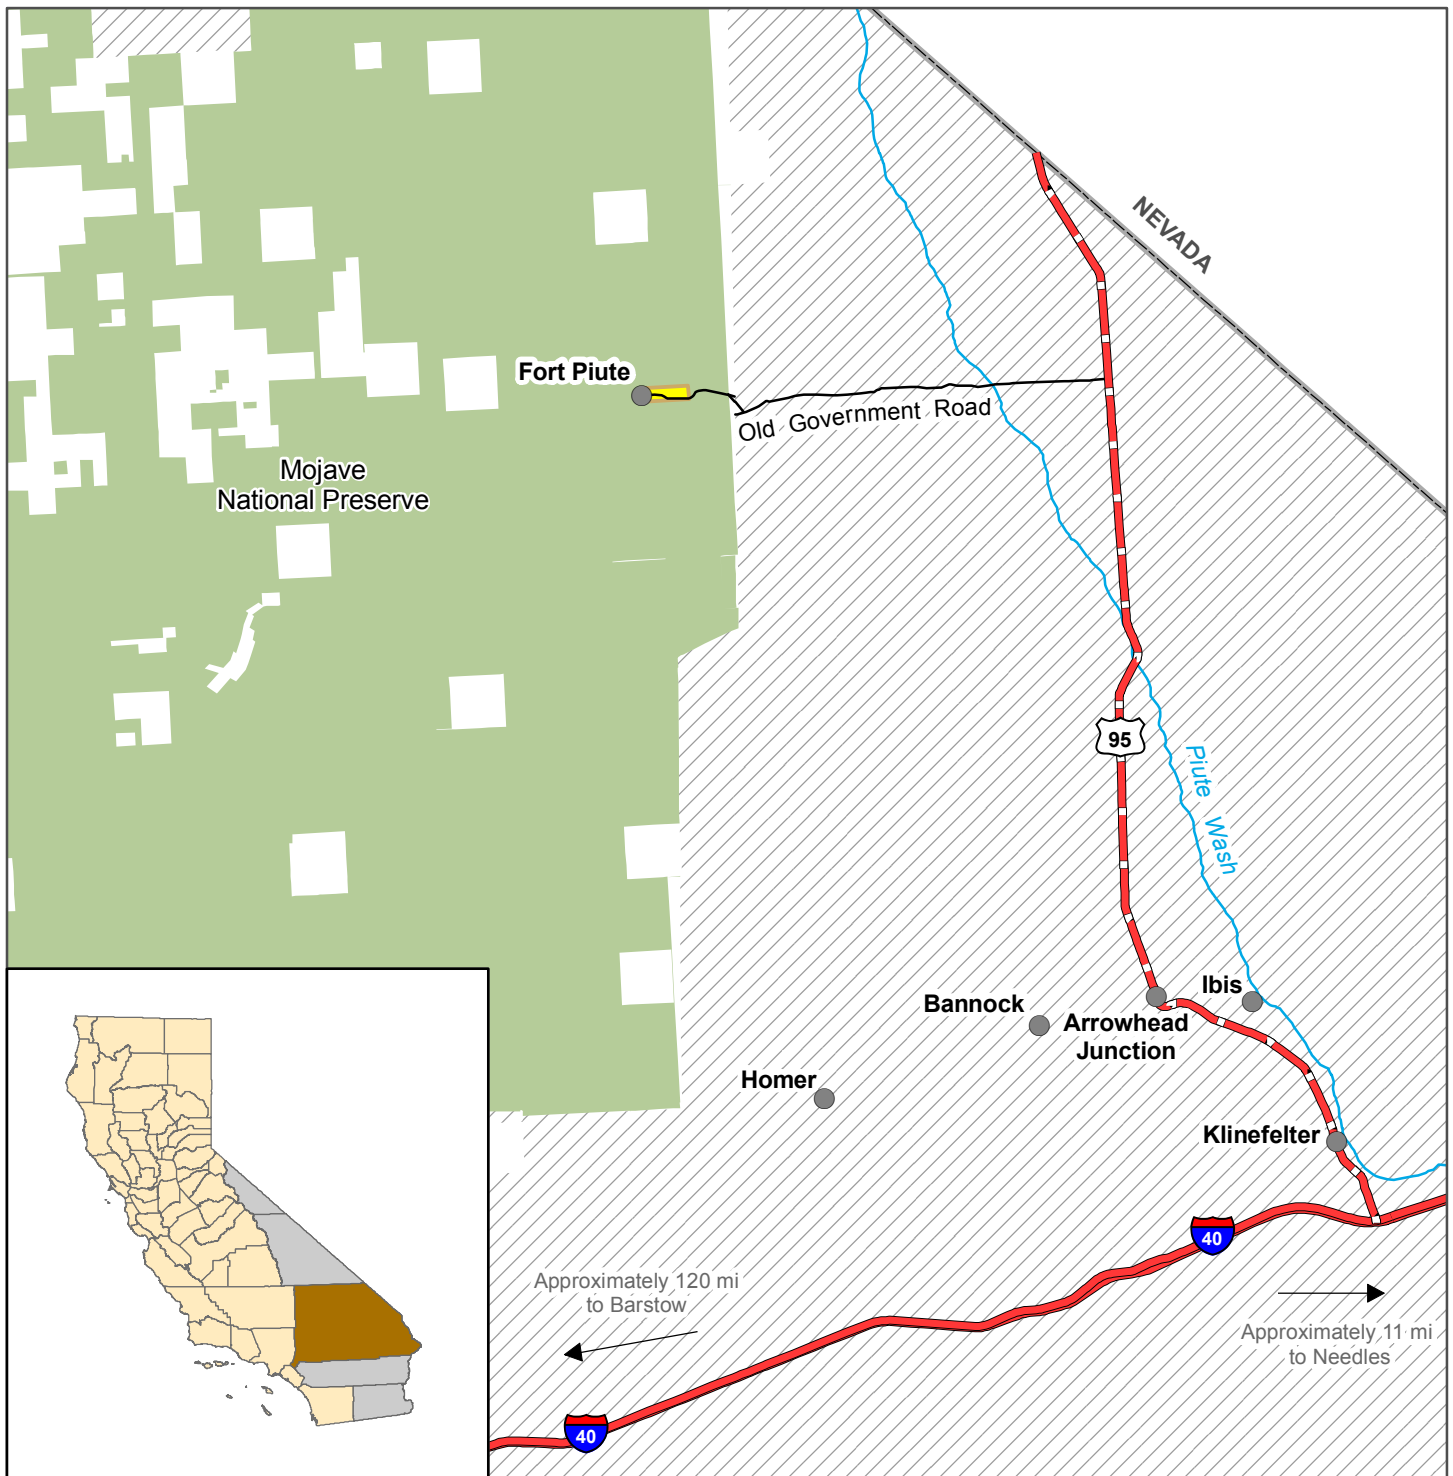 NEVADA
Fort Piute
Old Government Road
Mojave
National Preserve
95
Piute Wash
Ibis
Bannock
Arrowhead
Junction
Homer
Klinefelter
40
Approximately 120 mi
to Barstow
Approximately 11 mi
to Needles
40